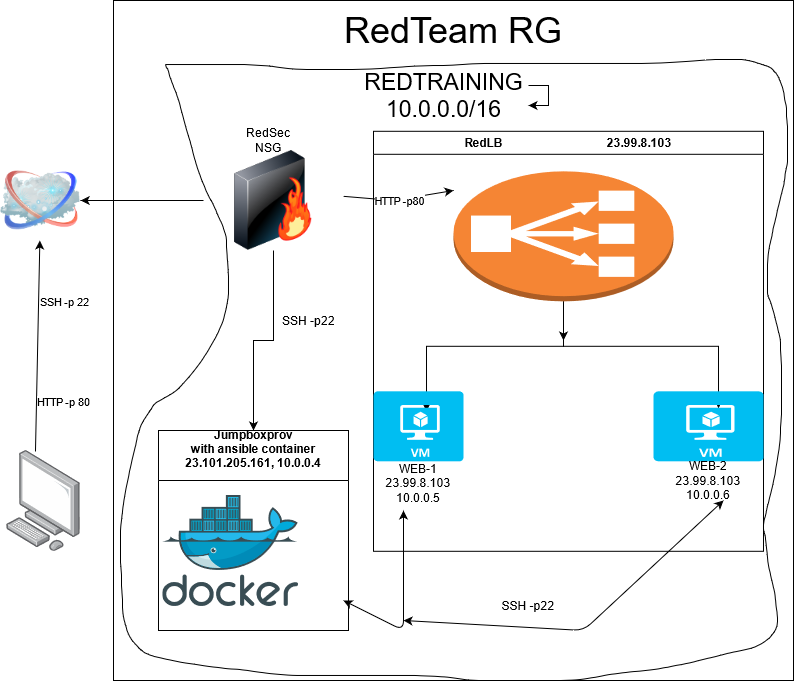 RedTeam RG
REDTRAINING
10.0.0.0/16
RedSec
NSG
RedLB 23.99.8.103
HTTP -p80
SSH -p 22
SSH -p22
HTTP -p 80
Jumpboxprov
with ansible container
23.101.205.161, 10.0.0.4
docker
VM
WEB-1
23.99.8.103
10.0.0.5
VM
WEB-2
23.99.8.103
10.0.0.6
SSH -p22